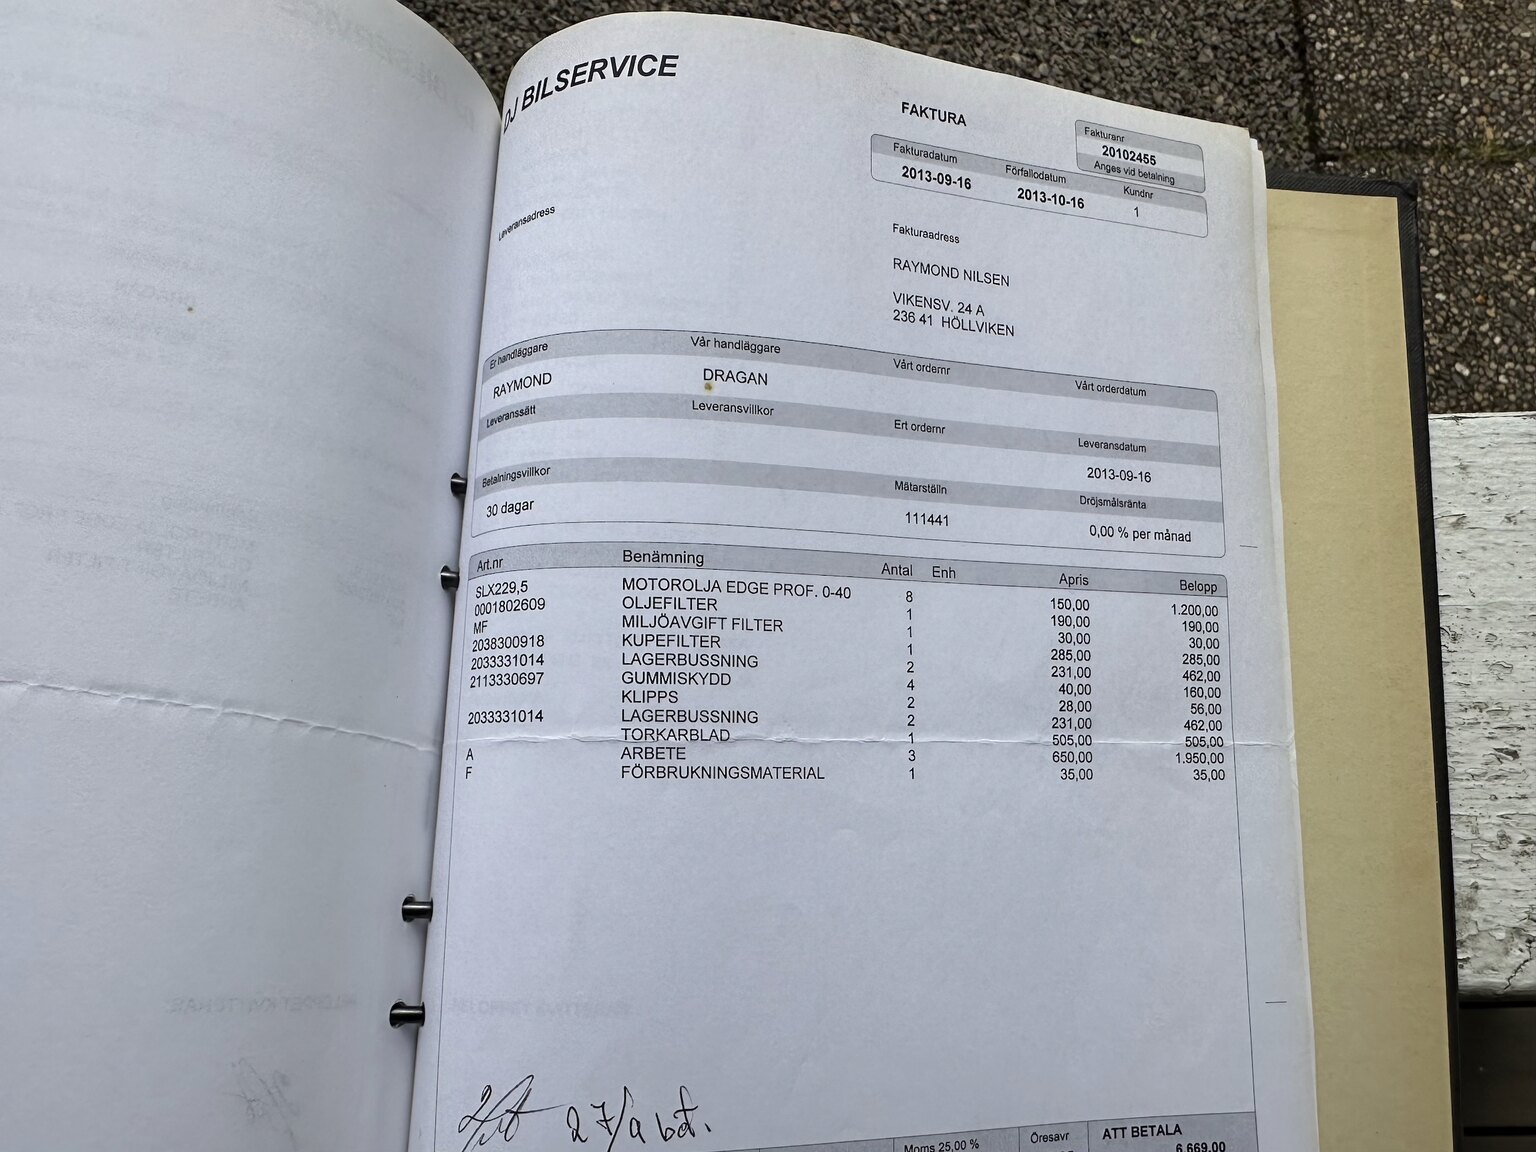 DJ BILSERVICE
FAKTURA
Fakturanr
20102455
Anges vid betalning
Fakturadatum Förfallodatum Kundnr
2013-09-16 2013-10-16 1
Leveransadress
Fakturaadress
RAYMOND NILSEN
VIKENSV. 24 A
236 41 HÖLLVIKEN
Er handläggare Vår handläggare Vårt ordernr Vårt orderdatum
RAYMOND DRAGAN
Leveranssätt Leveransvillkor Ert ordernr Leveransdatum
2013-09-16
Betalningsvillkor Mätarställn Dröjsmålsränta
30 dagar 111441 0,00 % per månad
Art.nr Benämning Antal Enh Apris Belopp
SLX229,5 MOTOROLJA EDGE PROF. 0-40 8 150,00 1.200,00
0001802609 OLJEFILTER 1 190,00 190,00
MF MILJÖAVGIFT FILTER 1 30,00 30,00
2038300918 KUPEFILTER 1 285,00 285,00
2033331014 LAGERBUSSNING 2 231,00 462,00
2113330697 GUMMISKYDD 4 40,00 160,00
KLIPPS 2 28,00 56,00
2033331014 LAGERBUSSNING 2 231,00 462,00
TORKARBLAD 1 505,00 505,00
A ARBETE 3 650,00 1.950,00
F FÖRBRUKNINGSMATERIAL 1 35,00 35,00
27/9 bet.
Moms 25,00 % Öresavr ATT BETALA
6.669,00